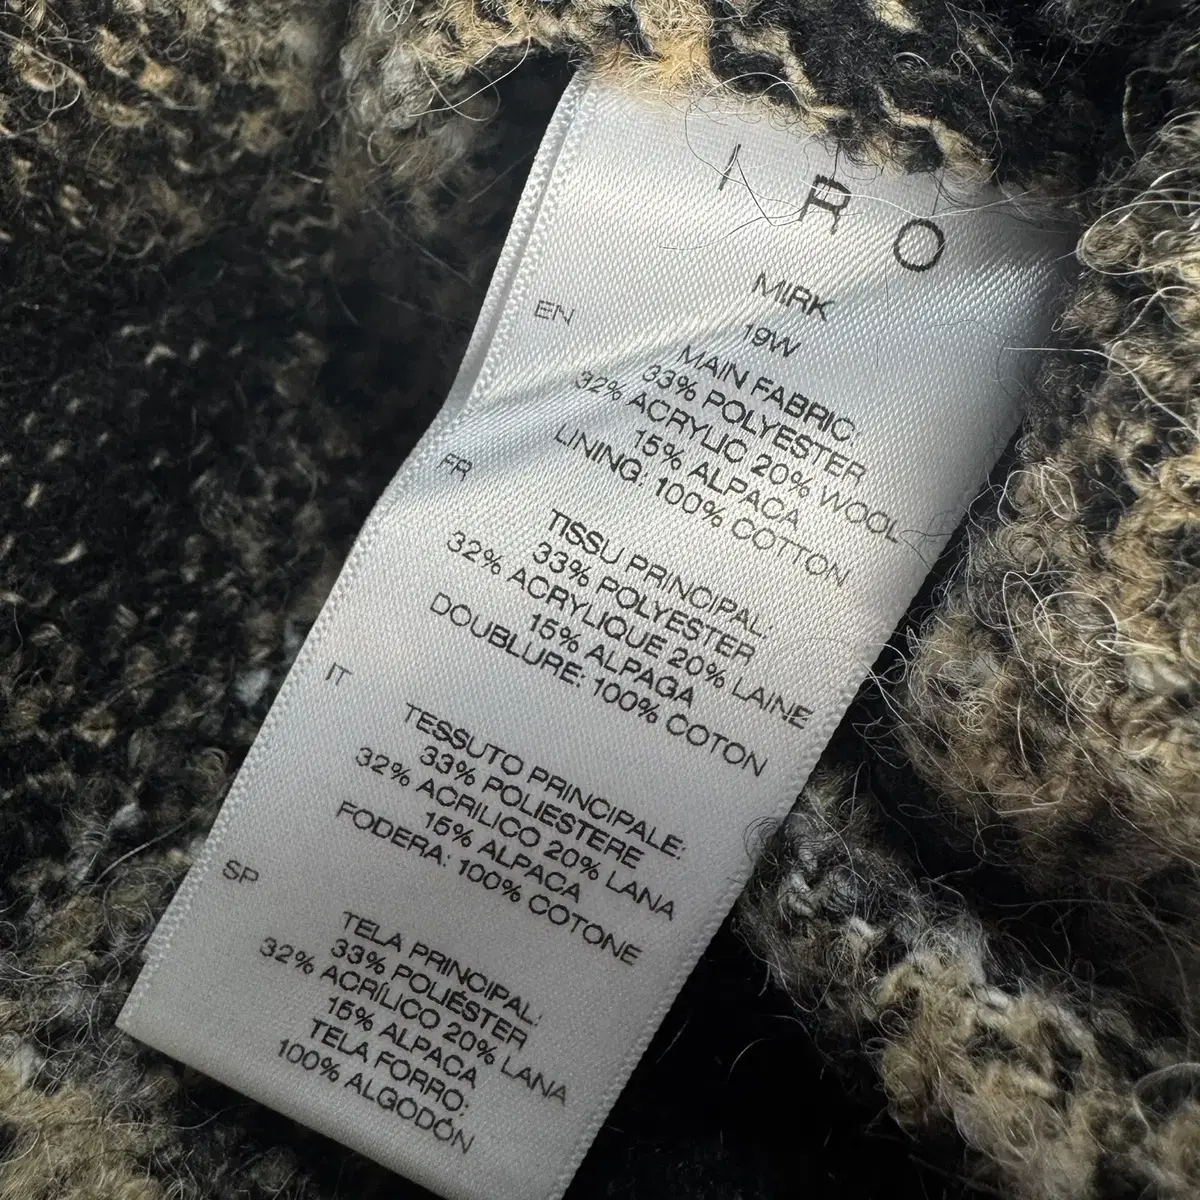 I R O
MIRK
19W
EN
MAIN FABRIC:
33% POLYESTER
32% ACRYLIC 20% WOOL
15% ALPACA
LINING: 100% COTTON
FR
TISSU PRINCIPAL:
33% POLYESTER
32% ACRYLIQUE 20% LAINE
15% ALPAGA
DOUBLURE: 100% COTON
IT
TESSUTO PRINCIPALE:
33% POLIESTERE
32% ACRILICO 20% LANA
15% ALPACA
FODERA: 100% COTONE
SP
TELA PRINCIPAL:
33% POLIÉSTER
32% ACRÍLICO 20% LANA
15% ALPACA
TELA FORRO:
100% ALGODÓN